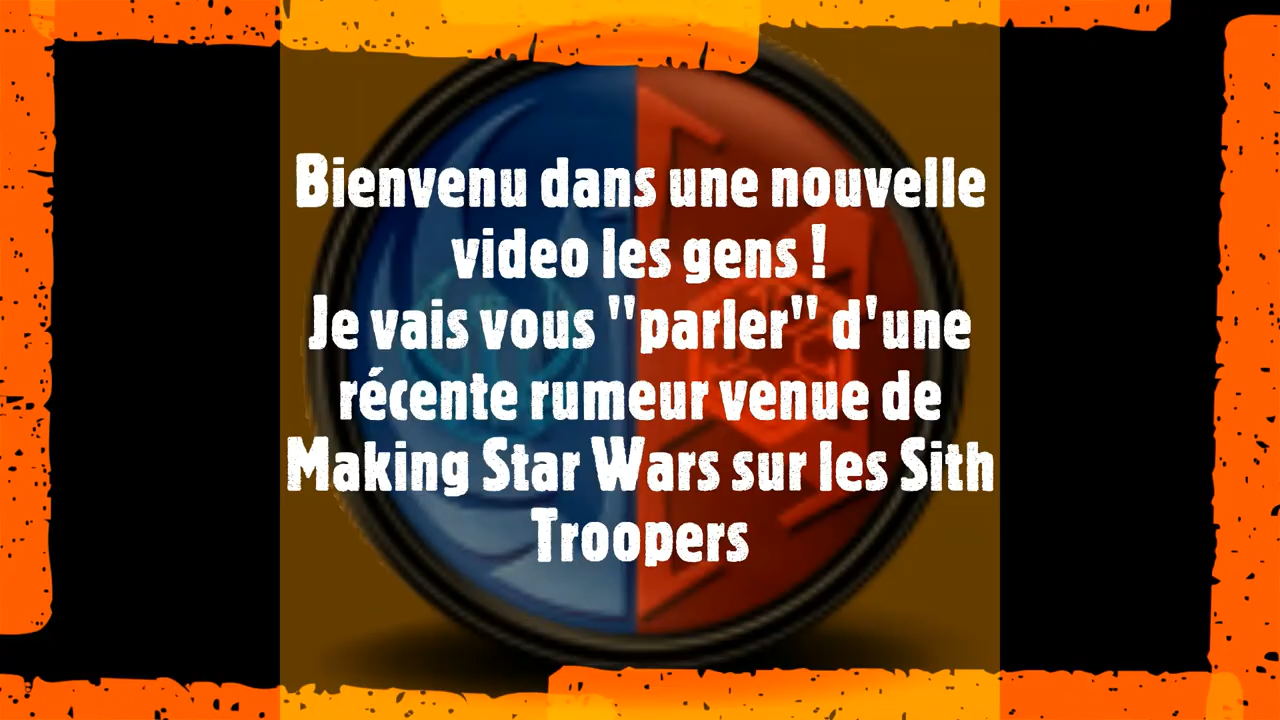 Bienvenu dans une nouvelle
video les gens !
Je vais vous "parler" d'une
récente rumeur venue de
Making Star Wars sur les Sith
Troopers